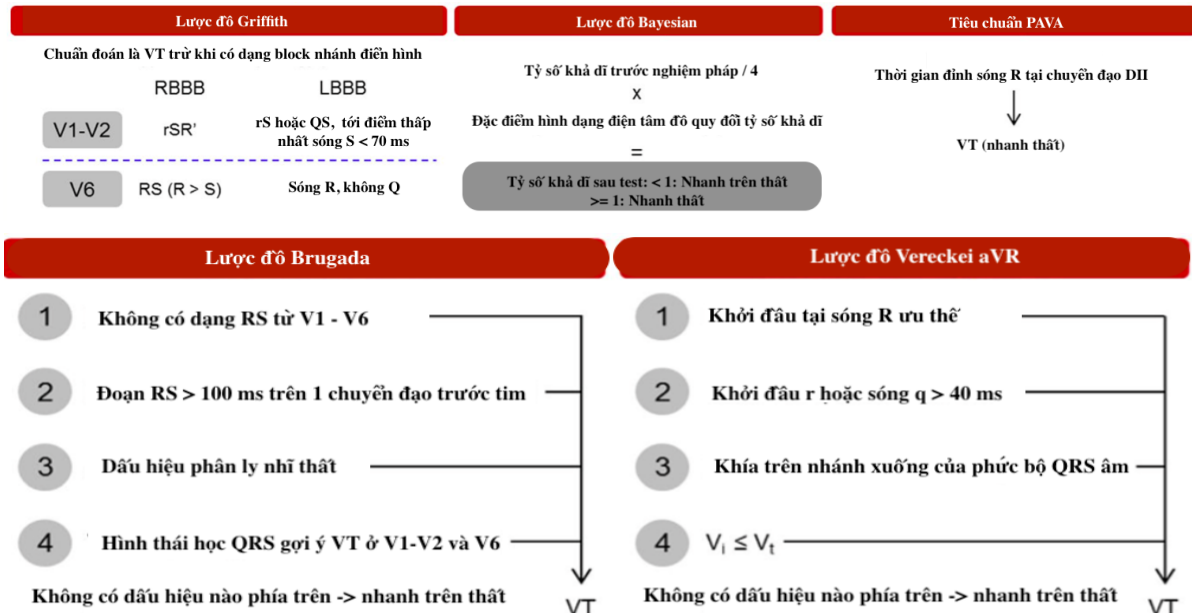 Lược đồ Griffith
Chuẩn đoán là VT trừ khi có dạng block nhánh điển hình
RBBB LBBB
V1-V2 rSR' rS hoặc QS, tới điểm thấp
nhất sóng S < 70 ms
V6 RS (R > S) Sóng R, không Q
Lược đồ Bayesian
Tỷ số khả dĩ trước nghiệm pháp / 4
x
Đặc điểm hình dạng điện tâm đồ quy đổi tỷ số khả dĩ
=
Tỷ số khả dĩ sau test: < 1: Nhanh trên thất
>= 1: Nhanh thất
Tiêu chuẩn PAVA
Thời gian đỉnh sóng R tại chuyển đạo DII
VT (nhanh thất)
Lược đồ Brugada
1 Không có dạng RS từ V1 - V6
2 Đoạn RS > 100 ms trên 1 chuyển đạo trước tim
3 Dấu hiệu phân ly nhĩ thất
4 Hình thái học QRS gợi ý VT ở V1-V2 và V6
Không có dấu hiệu nào phía trên -> nhanh trên thất
VT
Lược đồ Vereckei aVR
1 Khởi đầu tại sóng R ưu thế
2 Khởi đầu r hoặc sóng q > 40 ms
3 Khía trên nhánh xuống của phức bộ QRS âm
4 Vi ≤ Vt
Không có dấu hiệu nào phía trên -> nhanh trên thất
VT